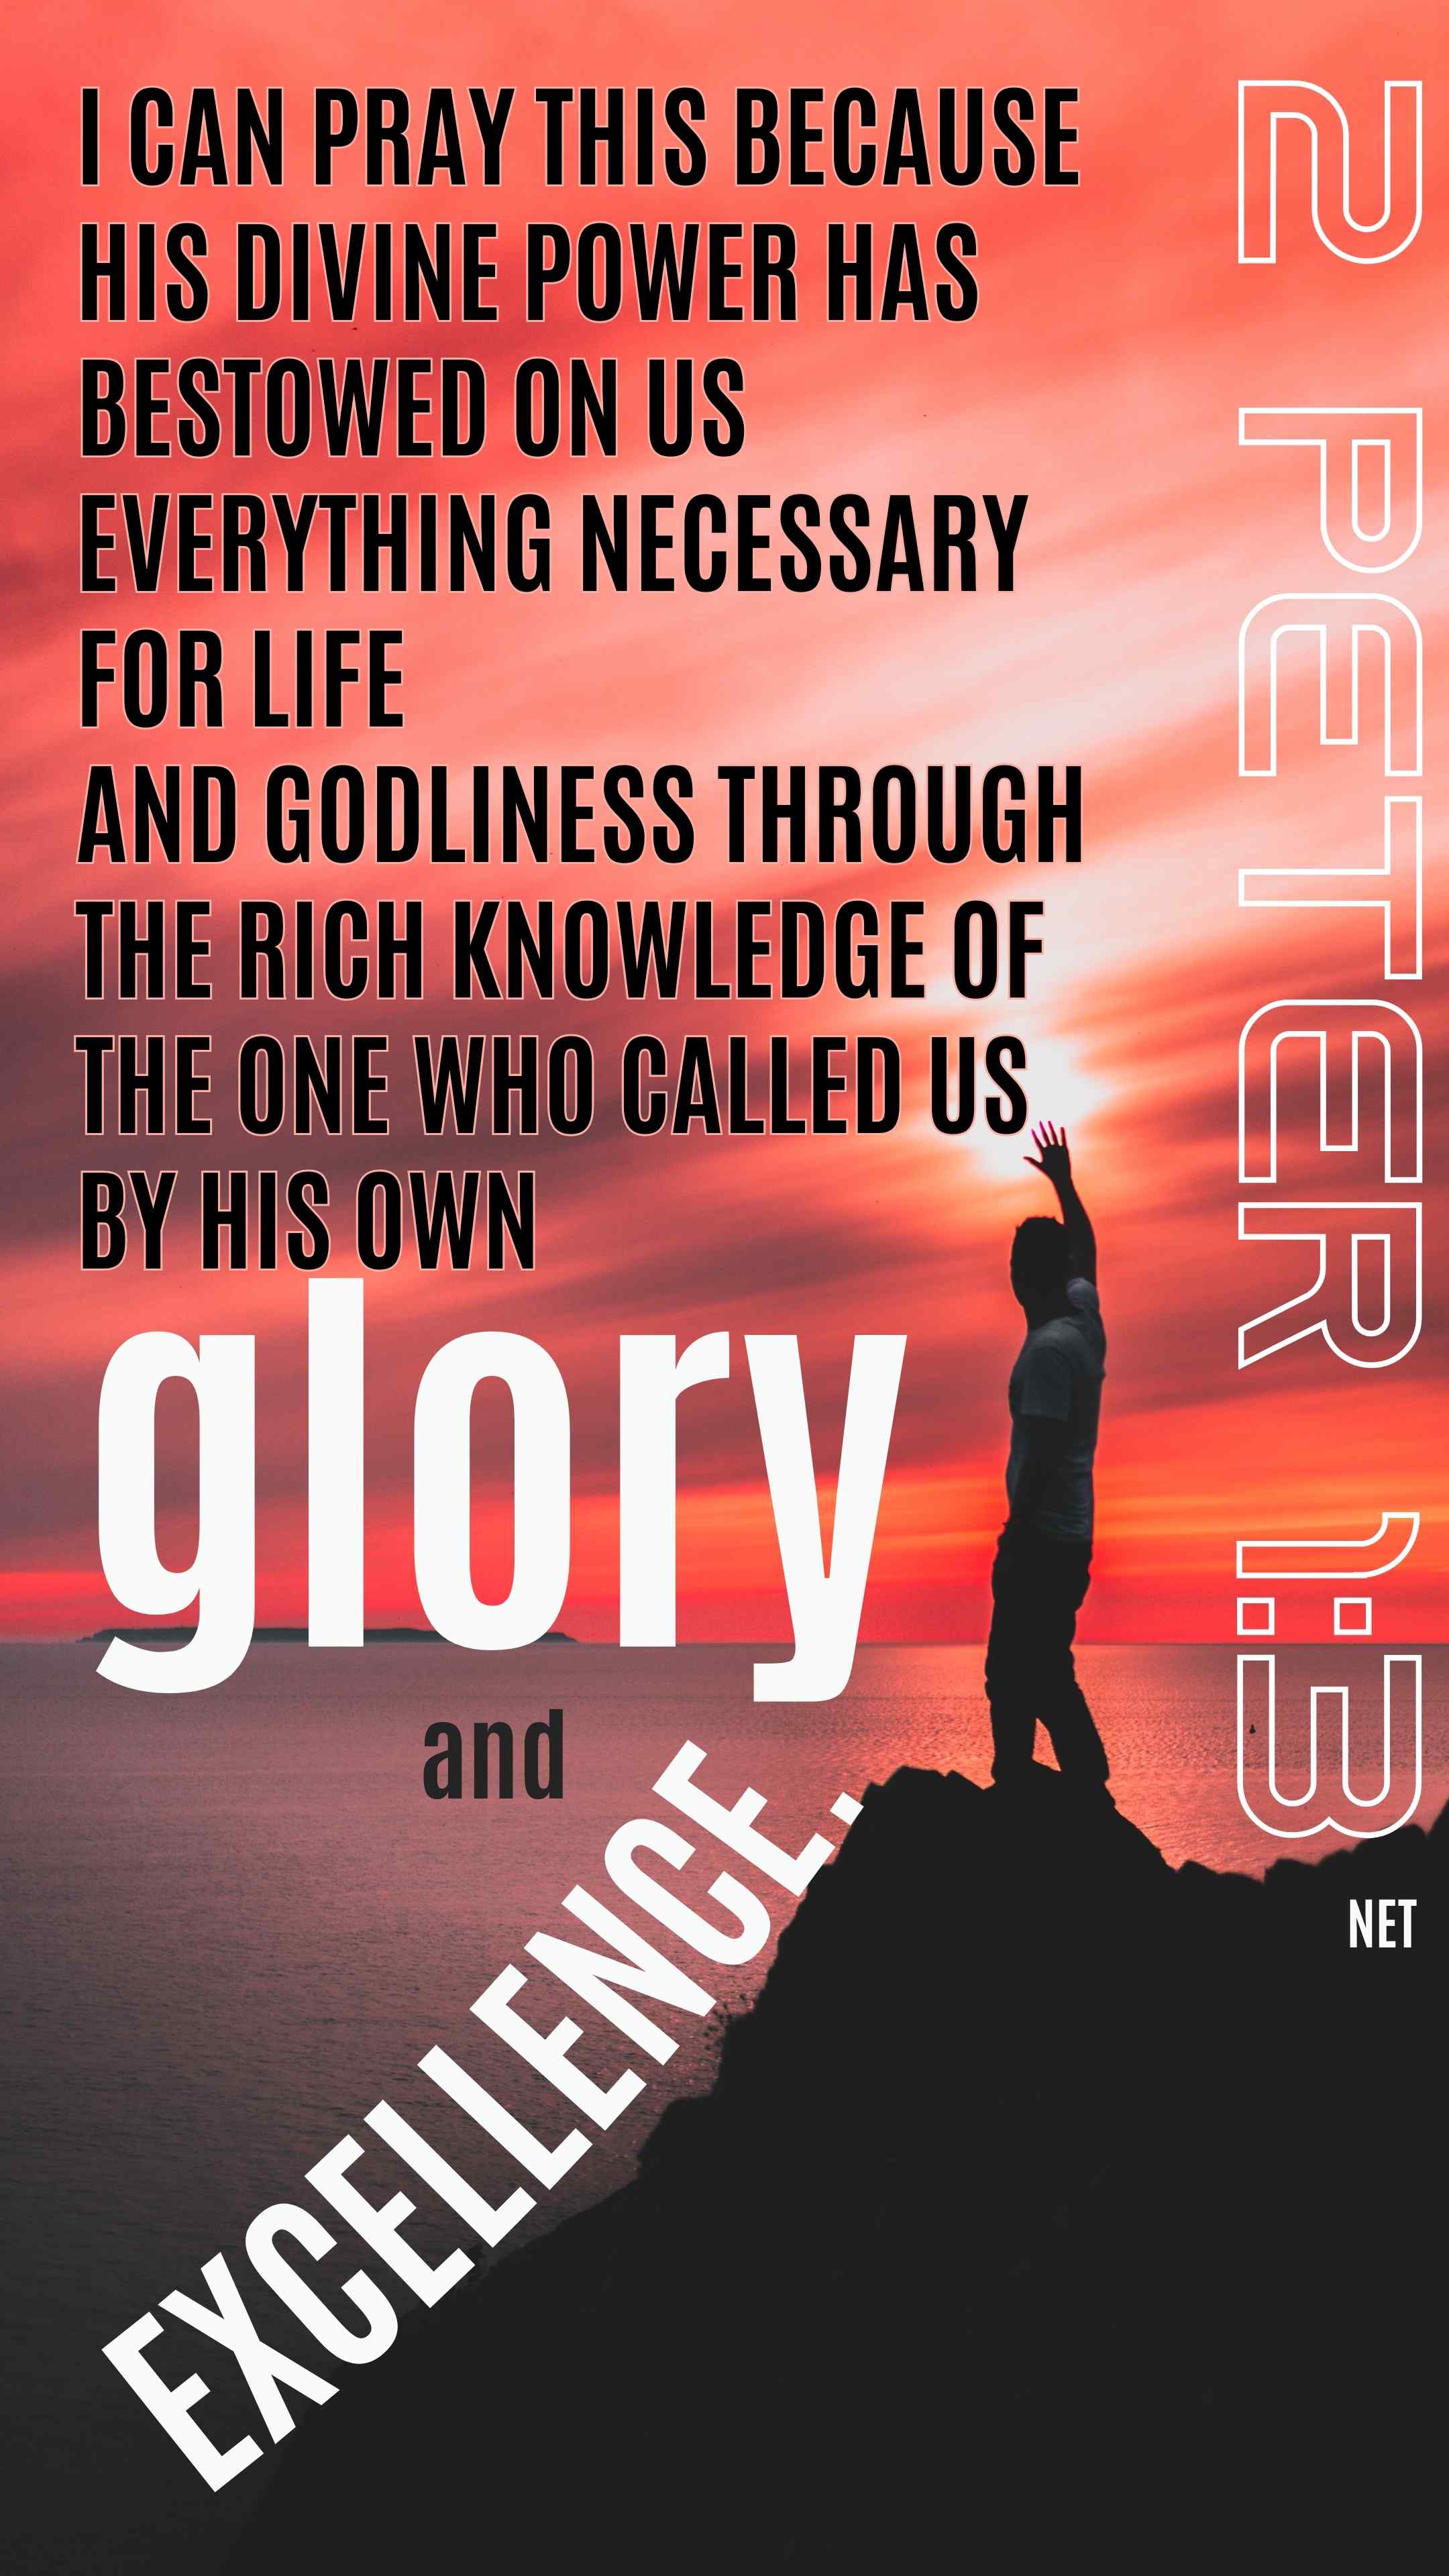 I CAN PRAY THIS BECAUSE
HIS DIVINE POWER HAS
BESTOWED ON US
EVERYTHING NECESSARY
FOR LIFE
AND GODLINESS THROUGH
THE RICH KNOWLEDGE OF
THE ONE WHO CALLED US
BY HIS OWN
glory
and
EXCELLENCE.
2 PETER 1:3
NET